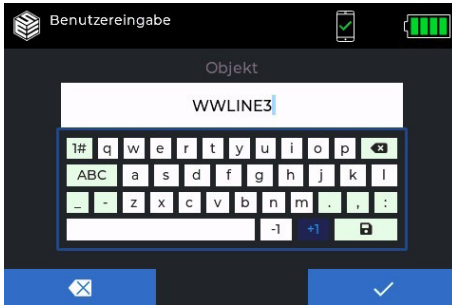 Benutzereingabe
Objekt
WWLINE3
1# q w e r t y u i o p
ABC a s d f g h j k l
_ - z x c v b n m . , :
-1 +1